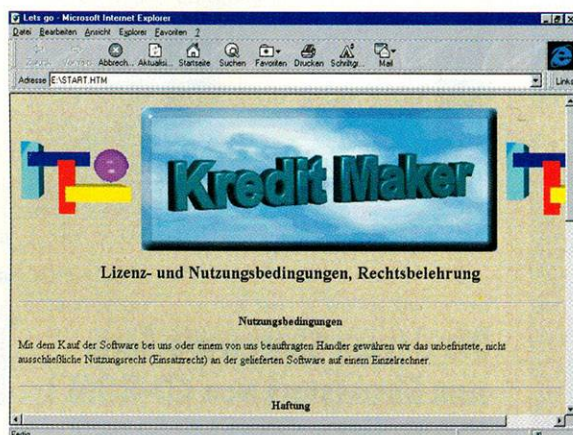 Lets go - Microsoft Internet Explorer
Datei Bearbeiten Ansicht Explorer Favoriten ?
Zurück Vorwärts Abbrech... Aktualisi... Startseite Suchen Favoriten Drucken Schriftgr... Mail
Adresse E:\START.HTM Links
Kredit Maker
Lizenz- und Nutzungsbedingungen, Rechtsbelehrung
Nutzungsbedingungen
Mit dem Kauf der Software bei uns oder einem von uns beauftragten Händler gewähren wir das unbefristete, nicht
ausschließliche Nutzungsrecht (Einsatzrecht) an der gelieferten Software auf einem Einzelrechner.
Haftung
Fertig